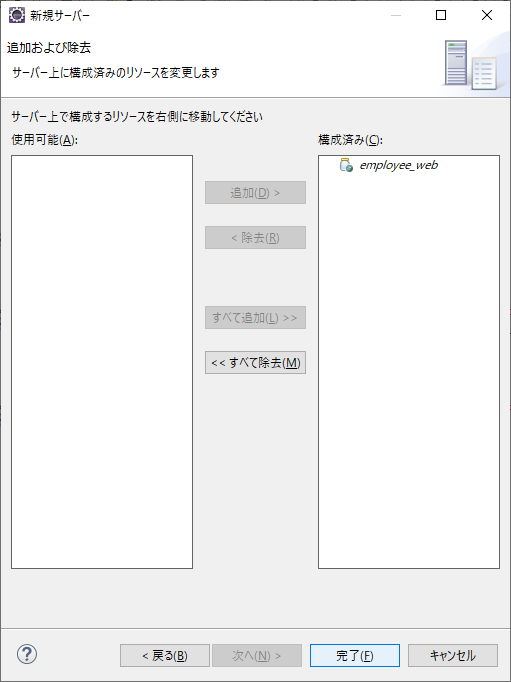 新規サーバー
追加および除去
サーバー上に構成済みのリソースを変更します
サーバー上で構成するリソースを右側に移動してください
使用可能(A):
構成済み(C):
employee_web
追加(D) >
< 除去(R)
すべて追加(L) >>
<< すべて除去(M)
?
< 戻る(B)
次へ(N) >
完了(F)
キャンセル